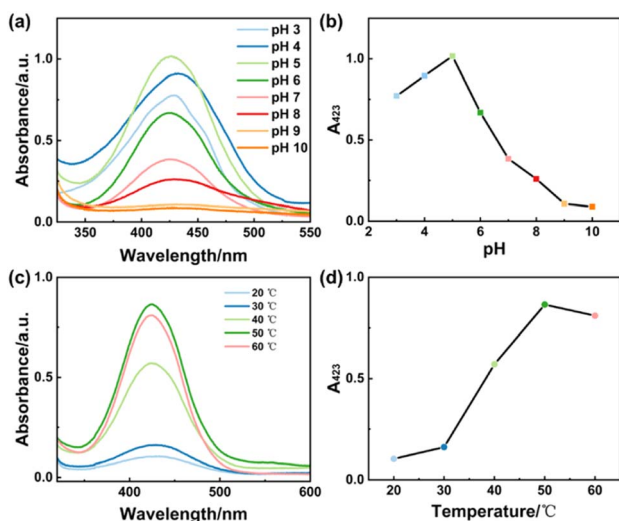 (a)
pH 3
pH 4
pH 5
pH 6
pH 7
pH 8
pH 9
pH 10
1.0
0.5
0.0
Absorbance/a.u.
350
400
450
500
550
Wavelength/nm
(b)
1.0
0.5
0.0
A423
2
4
6
8
10
pH
(c)
20 ℃
30 ℃
40 ℃
50 ℃
60 ℃
1.0
0.5
0.0
Absorbance/a.u.
400
500
600
Wavelength/nm
(d)
1.0
0.5
0.0
A423
20
30
40
50
60
Temperature/℃